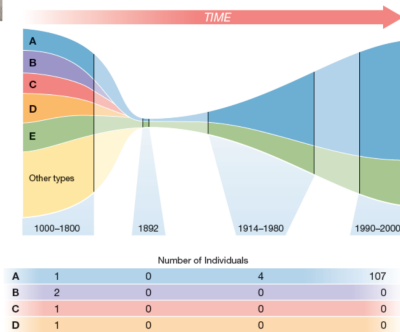 TIME
A
B
C
D
E
Other types
1000–1800 1892 1914–1980 1990–2000
Number of Individuals
A 1 0 4 107
B 2 0 0 0
C 1 0 0 0
D 1 0 0 0